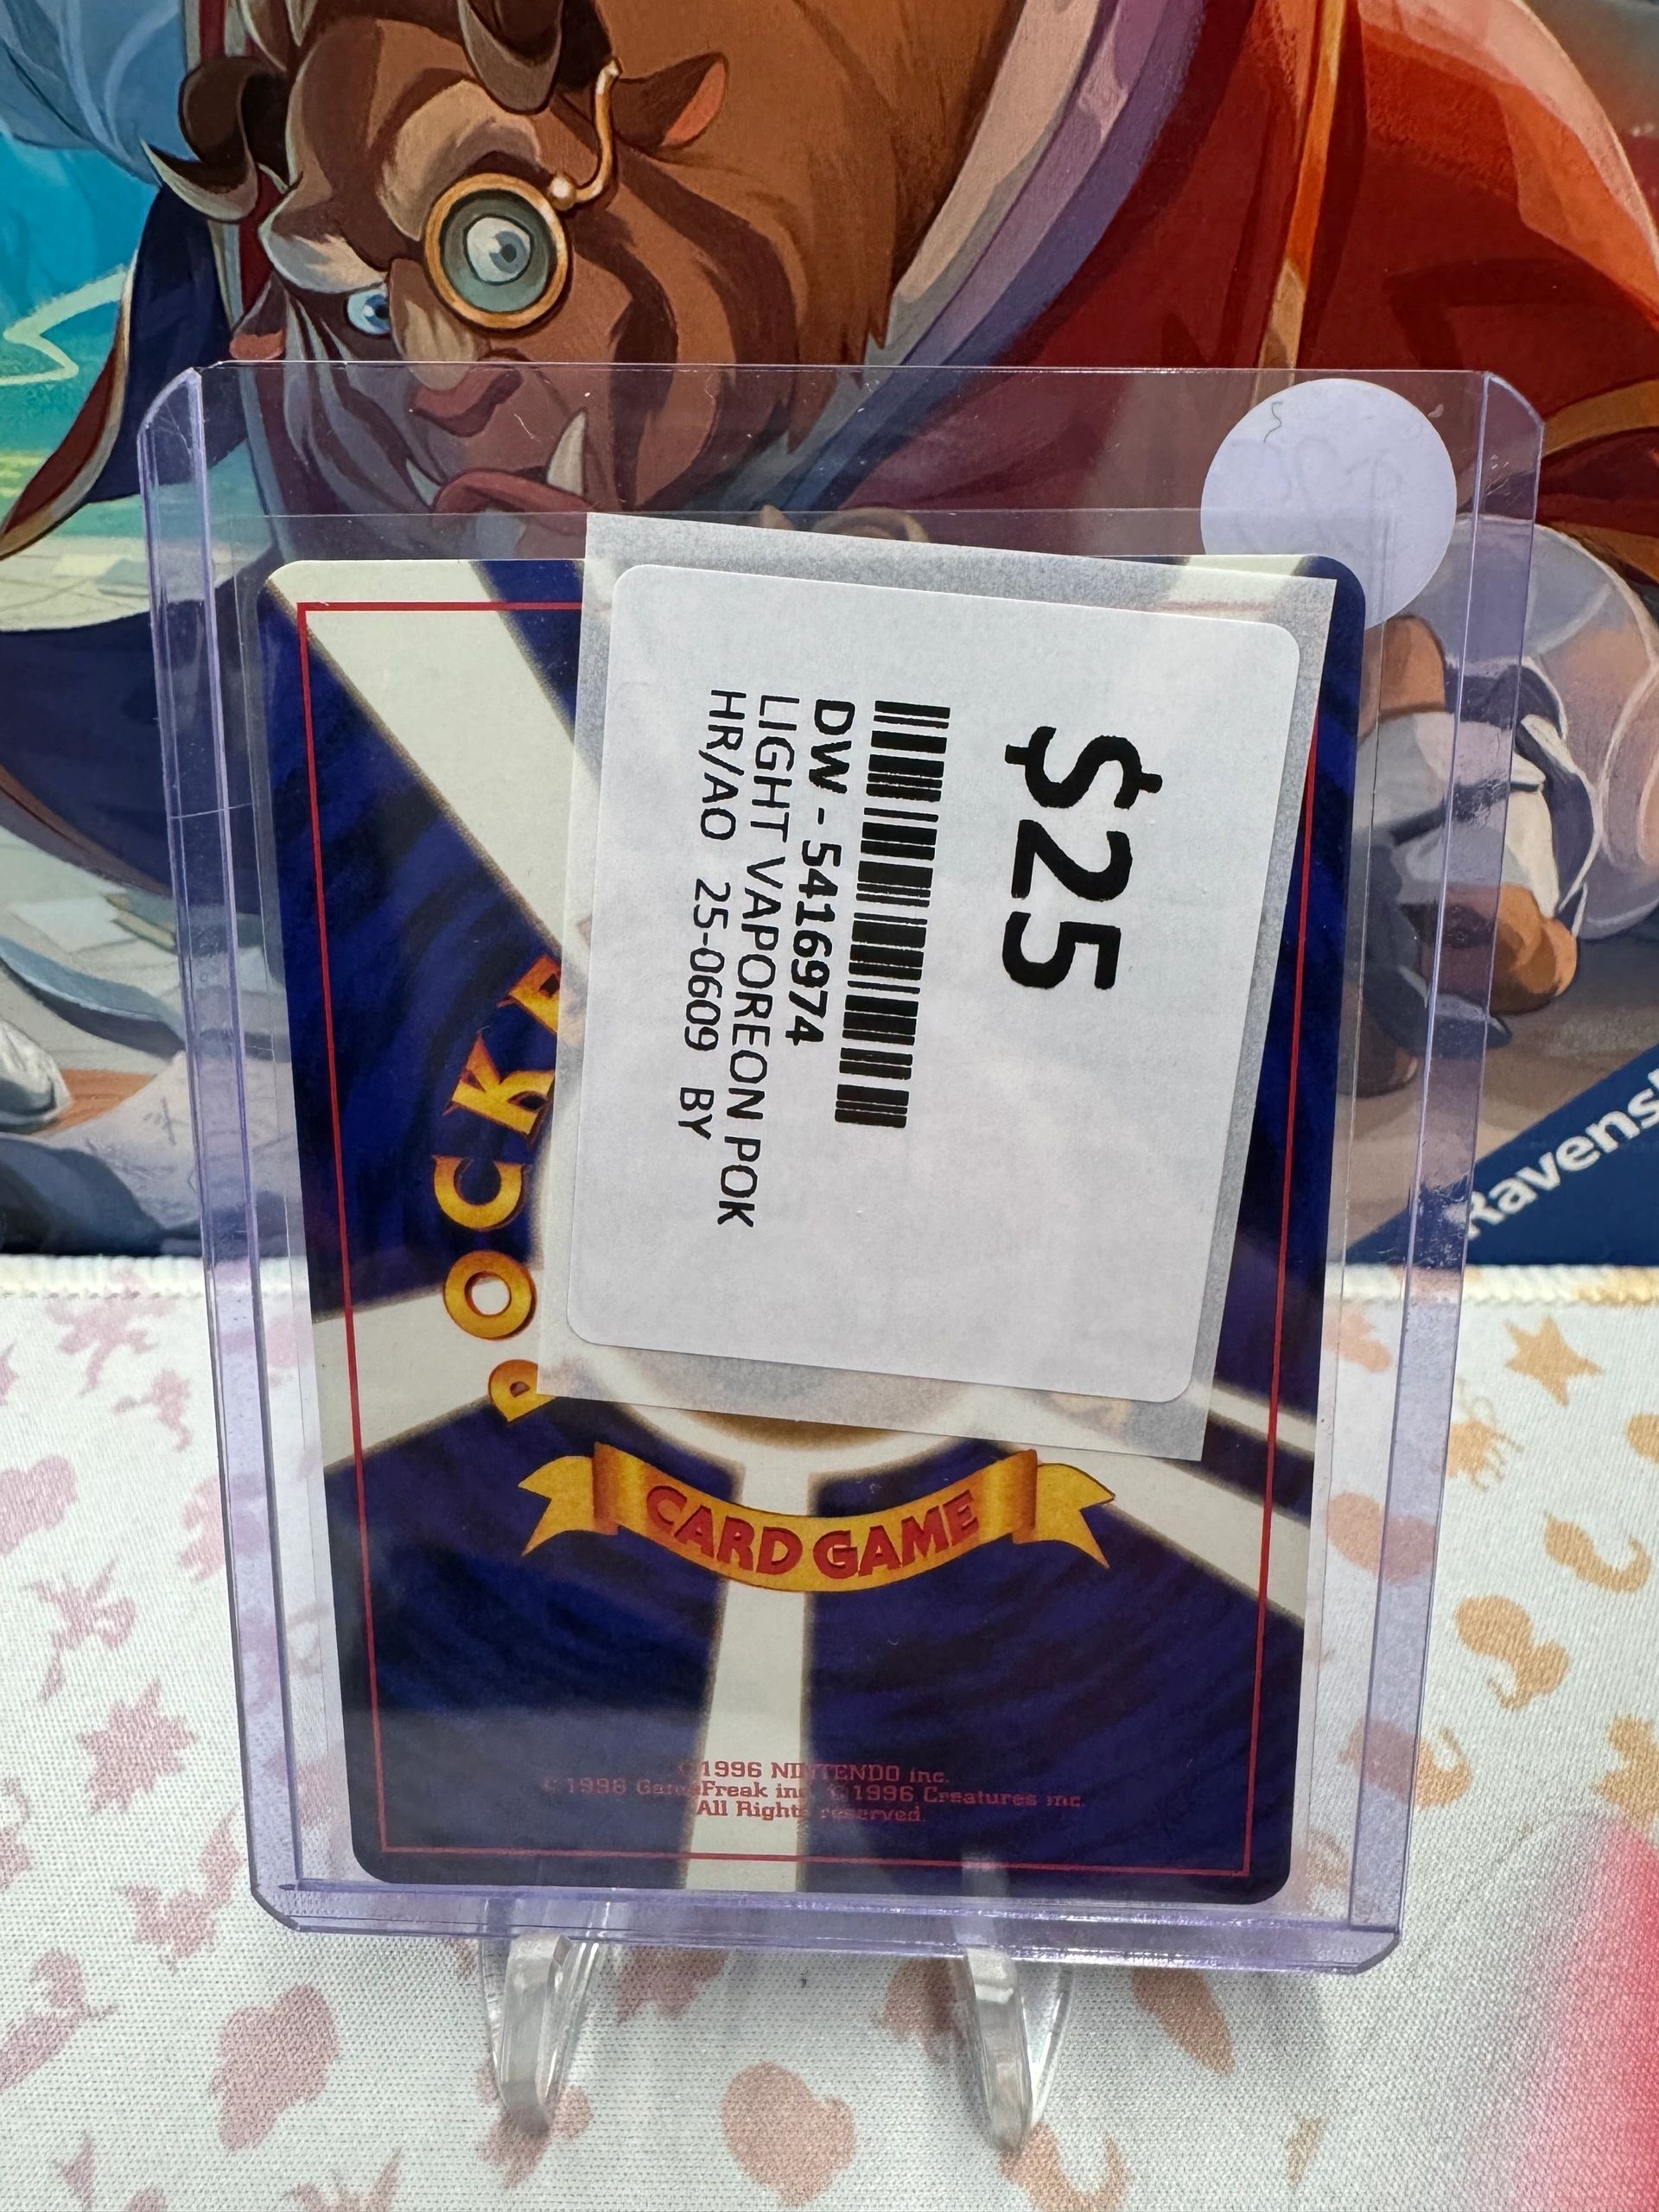 $25
DW - 5416974
LIGHT VAPOREON POK
HR/AO 25-0609 BY
POCKE
CARD GAME
©1996 NINTENDO inc.
©1996 GameFreak inc. ©1996 Creatures inc.
All Rights reserved.
Ravens